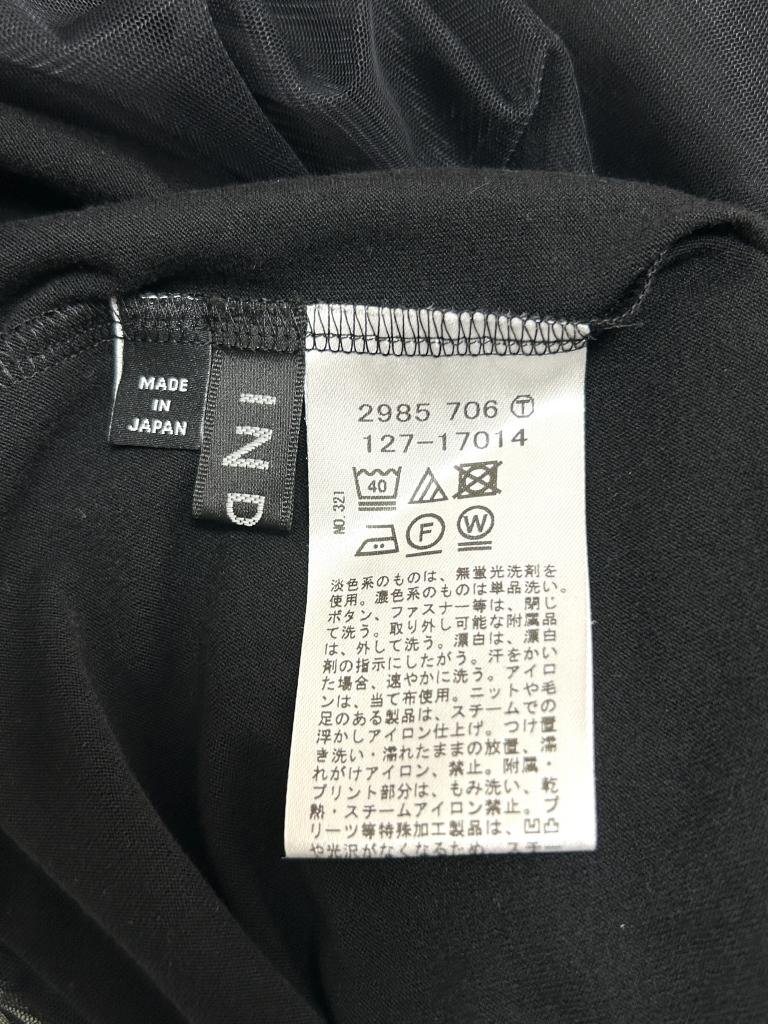 MADE
IN
JAPAN
IND
2985 706 Ⓣ
127-17014
NO.321
40
F
W
淡色系のものは、無蛍光洗剤を
使用。濃色系のものは単品洗い。
ボタン、ファスナー等は、閉じ
て洗う。取り外し可能な附属品
は、外して洗う。漂白は、漂白
剤の指示にしたがう。汗をかい
た場合、速やかに洗う。アイロ
ンは、当て布使用。ニットや毛
足のある製品は、スチームでの
浮かしアイロン仕上げ。つけ置
き洗い・濡れたままの放置、濡
れがけアイロン、禁止。附属・
プリント部分は、もみ洗い、乾
熱・スチームアイロン禁止。プ
リーツ等特殊加工製品は、凹凸
や光沢がなくなるため、スチー